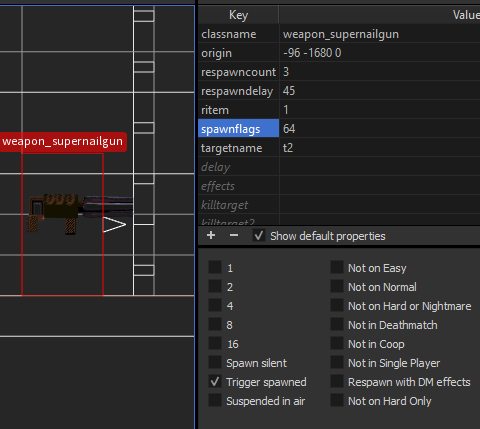 weapon_supernailgun
Key Value
classname weapon_supernailgun
origin -96 -1680 0
respawncount 3
respawndelay 45
ritem 1
spawnflags 64
targetname t2
delay
effects
killtarget
killtarget2
+ − Show default properties
1 Not on Easy
2 Not on Normal
4 Not on Hard or Nightmare
8 Not in Deathmatch
16 Not in Coop
Spawn silent Not in Single Player
Trigger spawned Respawn with DM effects
Suspended in air Not on Hard Only